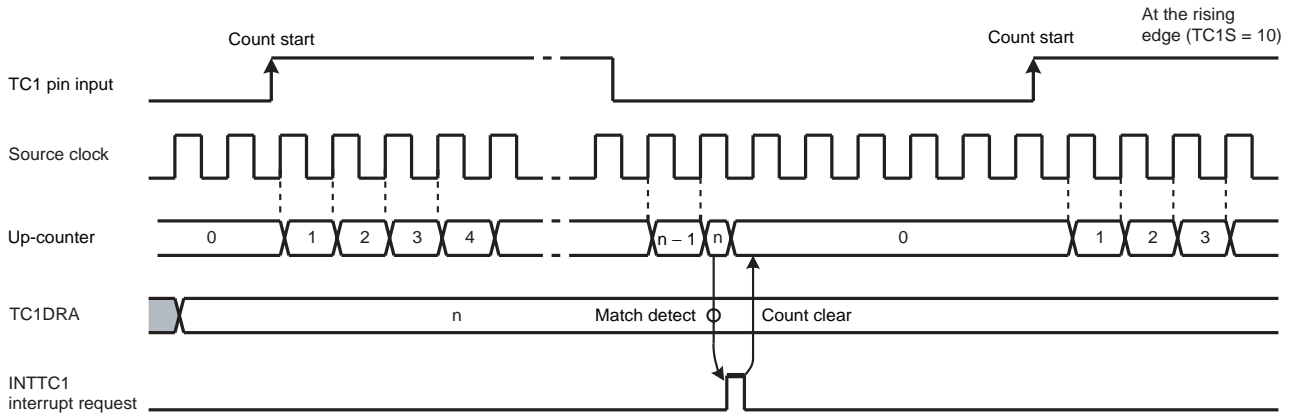 At the rising
edge (TC1S = 10)
Count start
Count start
TC1 pin input
Source clock
Up-counter
0
1
2
3
4
n – 1
n
0
1
2
3
TC1DRA
n
Match detect
Count clear
INTTC1
interrupt request